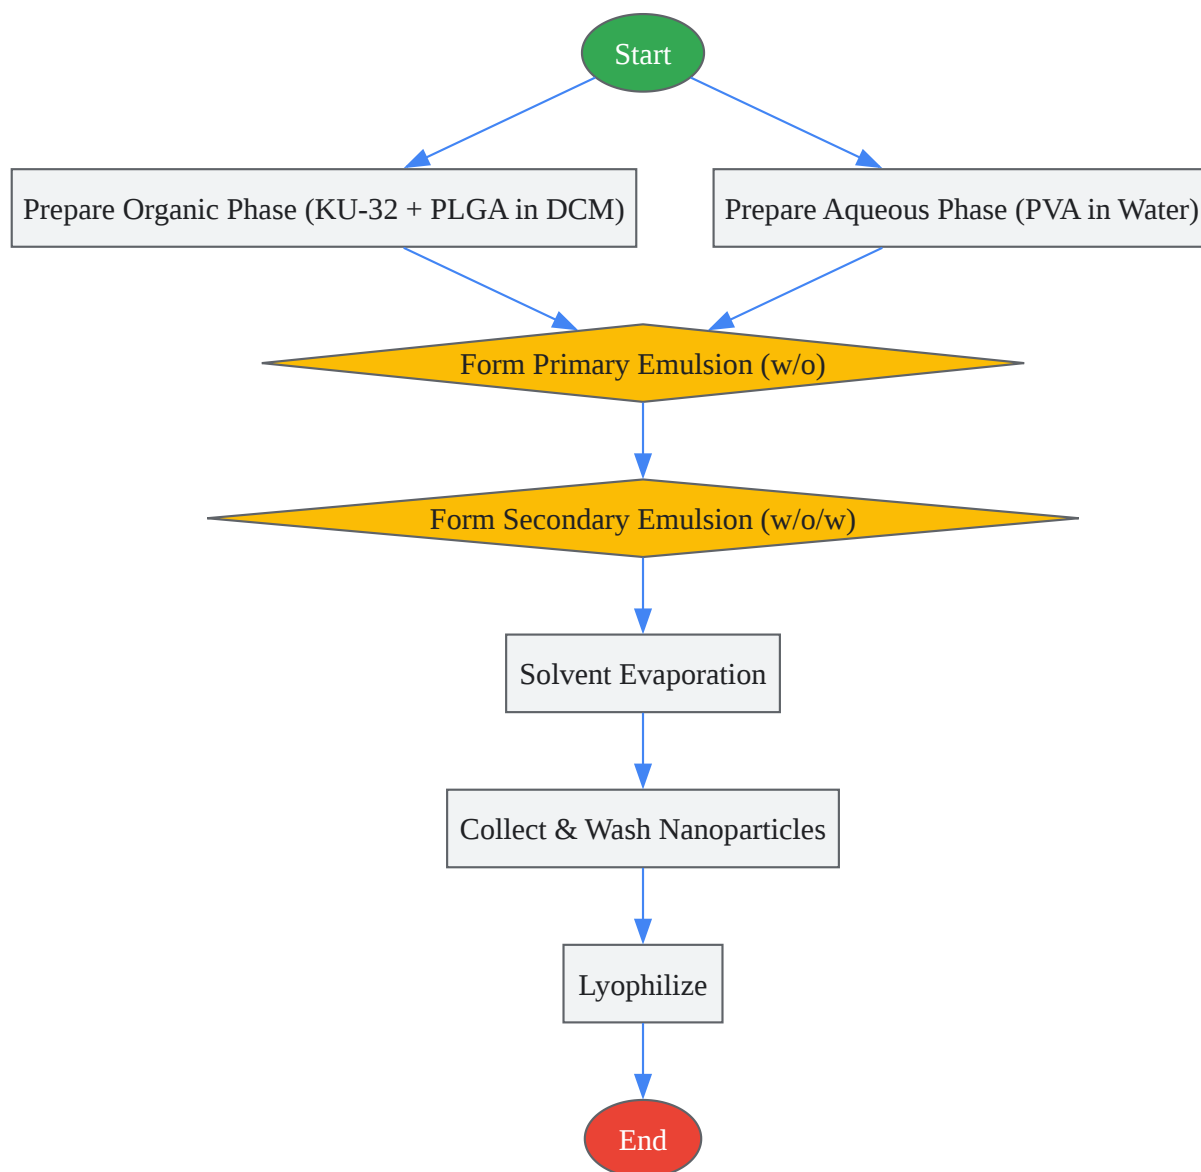 Start
Prepare Organic Phase (KU-32 + PLGA in DCM)
Prepare Aqueous Phase (PVA in Water)
Form Primary Emulsion (w/o)
Form Secondary Emulsion (w/o/w)
Solvent Evaporation
Collect & Wash Nanoparticles
Lyophilize
End